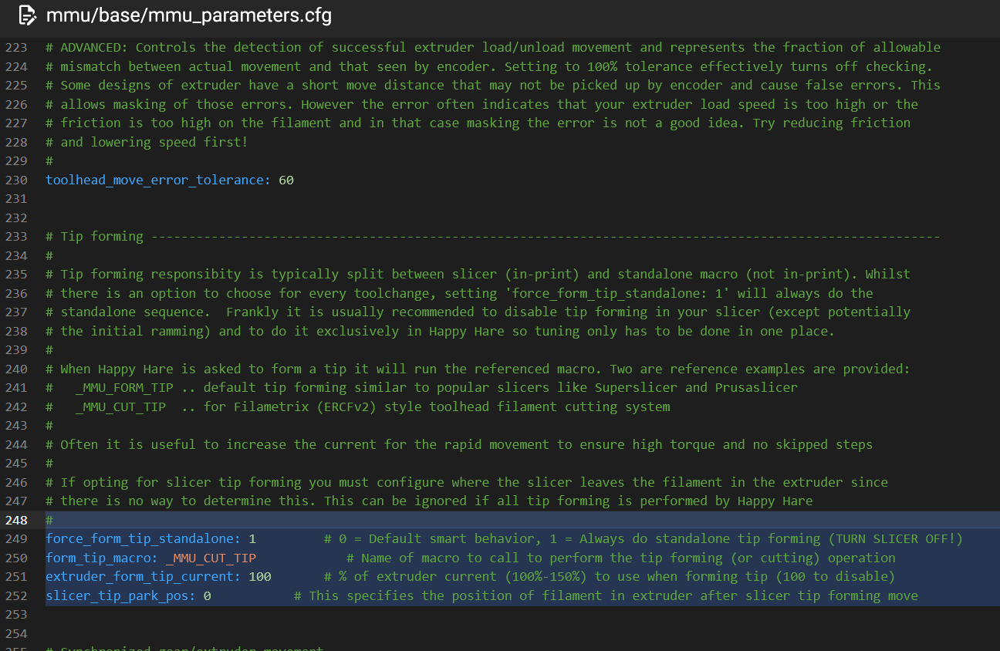 mmu/base/mmu_parameters.cfg
223 # ADVANCED: Controls the detection of successful extruder load/unload movement and represents the fraction of allowable
224 # mismatch between actual movement and that seen by encoder. Setting to 100% tolerance effectively turns off checking.
225 # Some designs of extruder have a short move distance that may not be picked up by encoder and cause false errors. This
226 # allows masking of those errors. However the error often indicates that your extruder load speed is too high or the
227 # friction is too high on the filament and in that case masking the error is not a good idea. Try reducing friction
228 # and lowering speed first!
229 #
230 toolhead_move_error_tolerance: 60
231
232
233 # Tip forming ---------------------------------------------------------------------------------------------------------
234 #
235 # Tip forming responsibity is typically split between slicer (in-print) and standalone macro (not in-print). Whilst
236 # there is an option to choose for every toolchange, setting 'force_form_tip_standalone: 1' will always do the
237 # standalone sequence.  Frankly it is usually recommended to disable tip forming in your slicer (except potentially
238 # the initial ramming) and to do it exclusively in Happy Hare so tuning only has to be done in one place.
239 #
240 # When Happy Hare is asked to form a tip it will run the referenced macro. Two are reference examples are provided:
241 #   _MMU_FORM_TIP .. default tip forming similar to popular slicers like Superslicer and Prusaslicer
242 #   _MMU_CUT_TIP  .. for Filametrix (ERCFv2) style toolhead filament cutting system
243 #
244 # Often it is useful to increase the current for the rapid movement to ensure high torque and no skipped steps
245 #
246 # If opting for slicer tip forming you must configure where the slicer leaves the filament in the extruder since
247 # there is no way to determine this. This can be ignored if all tip forming is performed by Happy Hare
248 #
249 force_form_tip_standalone: 1         # 0 = Default smart behavior, 1 = Always do standalone tip forming (TURN SLICER OFF!)
250 form_tip_macro: _MMU_CUT_TIP            # Name of macro to call to perform the tip forming (or cutting) operation
251 extruder_form_tip_current: 100       # % of extruder current (100%-150%) to use when forming tip (100 to disable)
252 slicer_tip_park_pos: 0           # This specifies the position of filament in extruder after slicer tip forming move
253
254
255 # Synchronized gear/extruder movement